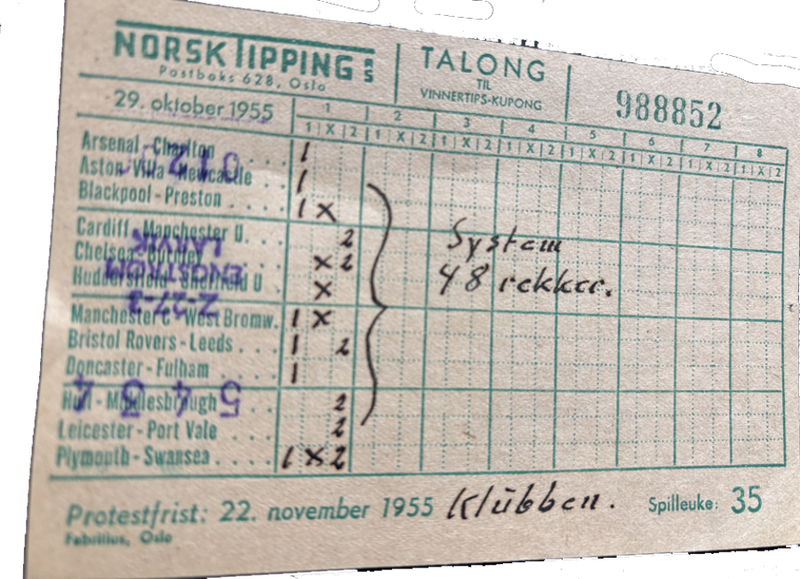 NORSK TIPPING A/S
Postboks 628, Oslo
TALONG
TIL
VINNERTIPS-KUPONG
988852
29. oktober 1955
1 2 3 4 5 6 7 8
1 X 2 1 X 2 1 X 2 1 X 2 1 X 2 1 X 2 1 X 2 1 X 2
Arsenal - Charlton . . . 1
Aston Villa - Newcastle 1
Blackpool - Preston . . . 1 X
Cardiff - Manchester U. . . 2
Chelsea - Burnley X 2
Huddersfield - Sheffield U . . X
Manchester C - West Bromw. 1 X
Bristol Rovers - Leeds . . . 1 2
Doncaster - Fulham . . . 1
Hull - Middlesbrough 2
Leicester - Port Vale . . . 2
Plymouth - Swansea . . . . 1 X 2
System
48 rekker.
012
ENGSTRØM
LARVIK
2-27-3
5 4 3 4
Protestfrist: 22. november 1955 Klübben. Spilleuke: 35
Fabritius, Oslo